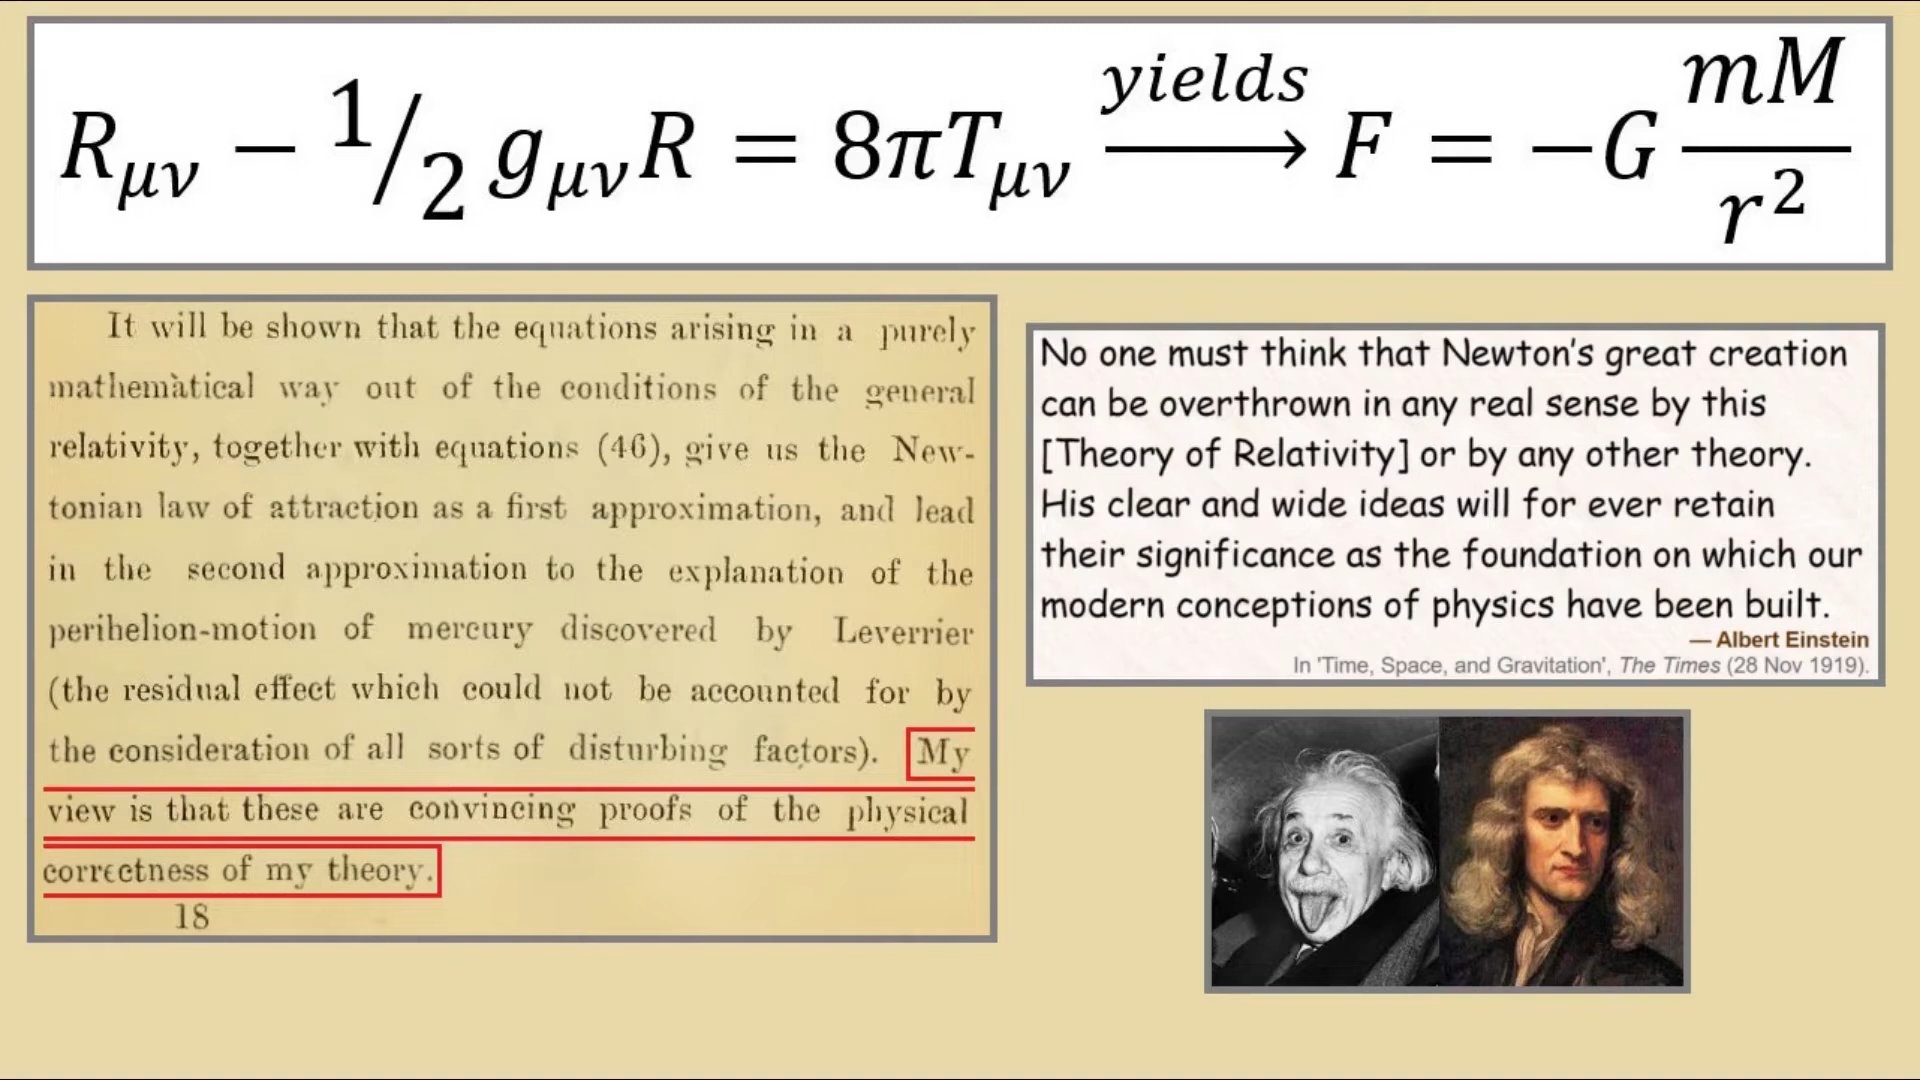 R_{μν} − 1/2 g_{μν}R = 8πT_{μν} yields⟶ F = −G mM/r²
It will be shown that the equations arising in a purely
mathemàtical way out of the conditions of the general
relativity, together with equations (46), give us the New-
tonian law of attraction as a first approximation, and lead
in the second approximation to the explanation of the
perihelion-motion of mercury discovered by Leverrier
(the residual effect which could not be accounted for by
the consideration of all sorts of disturbing factors). My
view is that these are convincing proofs of the physical
correctness of my theory.
18
No one must think that Newton's great creation
can be overthrown in any real sense by this
[Theory of Relativity] or by any other theory.
His clear and wide ideas will for ever retain
their significance as the foundation on which our
modern conceptions of physics have been built.
— Albert Einstein
In 'Time, Space, and Gravitation', The Times (28 Nov 1919).